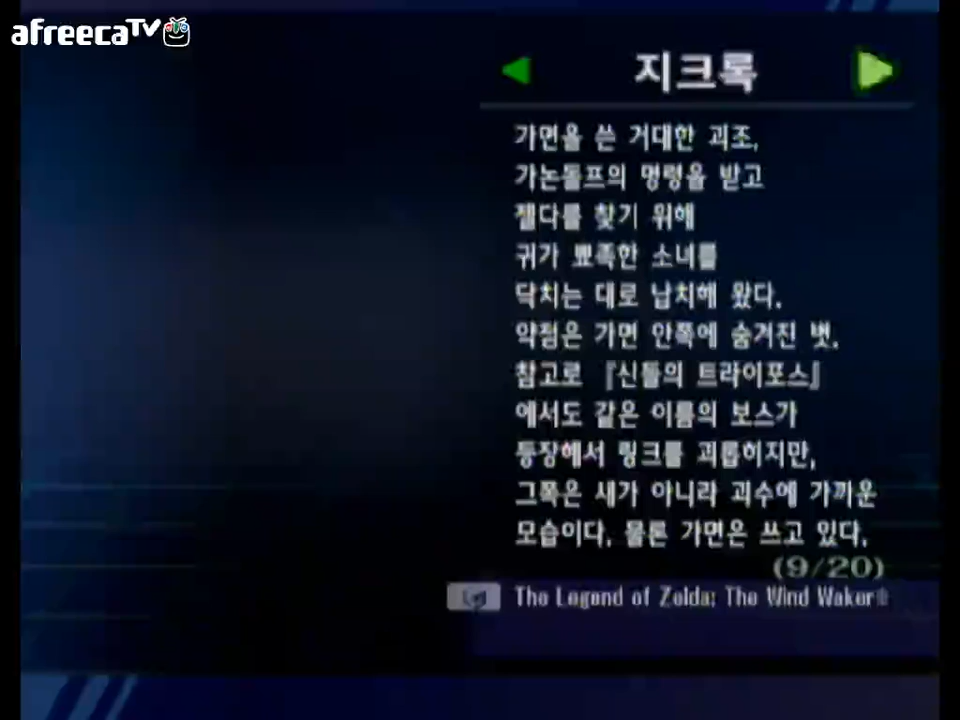 afreecaTV
지크록
가면을 쓴 거대한 괴조,
가논돌프의 명령을 받고
젤다를 찾기 위해
귀가 뾰족한 소녀를
닥치는 대로 납치해 왔다.
약점은 가면 안쪽에 숨겨진 벗.
참고로 『신들의 트라이포스』
에서도 같은 이름의 보스가
등장해서 링크를 괴롭히지만,
그쪽은 새가 아니라 괴수에 가까운
모습이다. 물론 가면은 쓰고 있다.
(9/20)
The Legend of Zelda: The Wind Waker